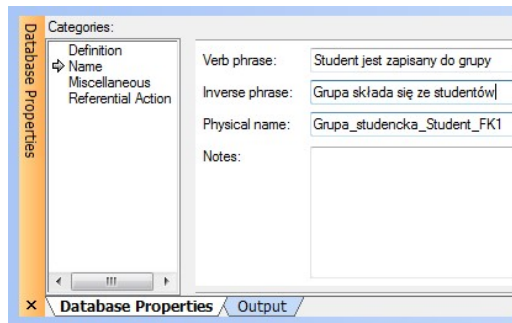 Database Properties
Categories:
Definition
Name
Miscellaneous
Referential Action
Verb phrase: Student jest zapisany do grupy
Inverse phrase: Grupa składa się ze studentów
Physical name: Grupa_studencka_Student_FK1
Notes:
Database Properties Output